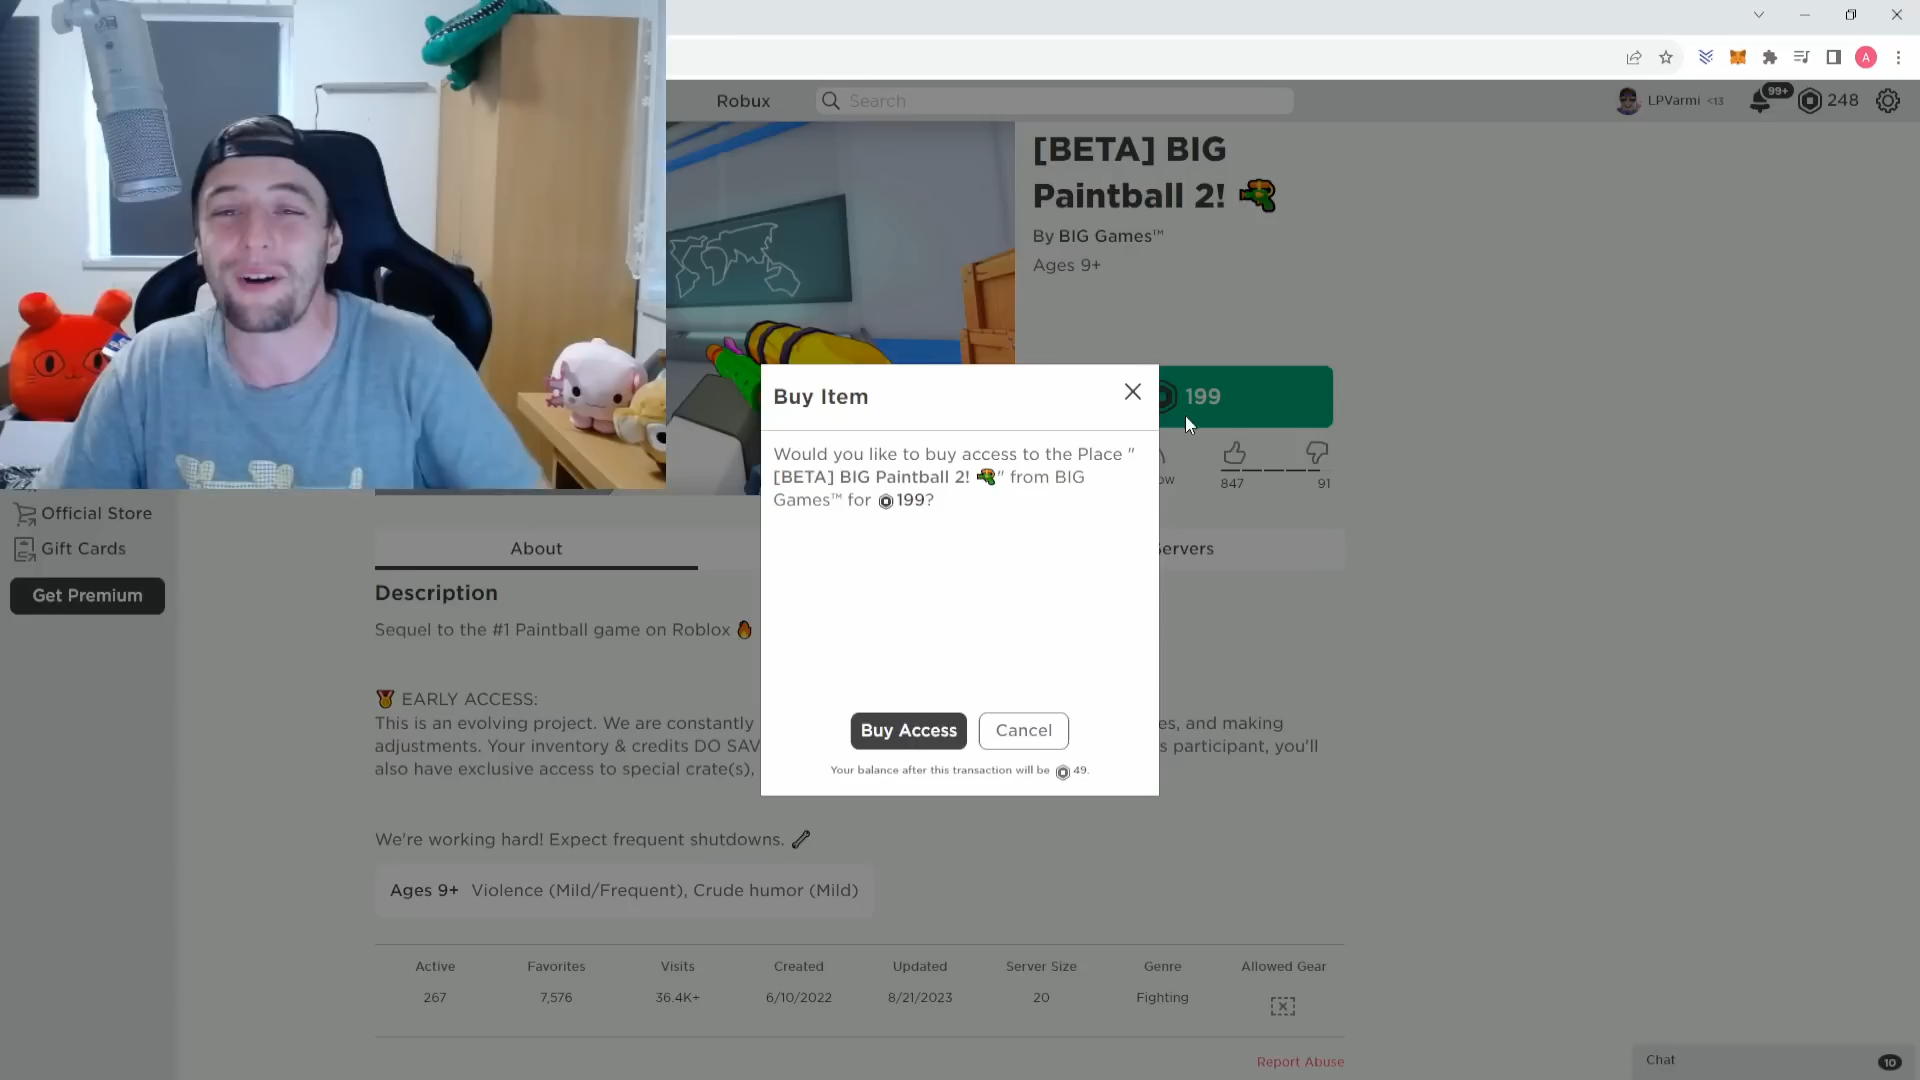 Robux
Search
LPVarmi <13
99+
248
A
[BETA] BIG
Paintball 2!
By BIG Games™
Ages 9+
199
847
91
Buy Item
Would you like to buy access to the Place "
[BETA] BIG Paintball 2! " from BIG
Games™ for 199?
Buy Access
Cancel
Your balance after this transaction will be 49.
Official Store
Gift Cards
Get Premium
About
Servers
Description
Sequel to the #1 Paintball game on Roblox
EARLY ACCESS:
This is an evolving project. We are constantly
es, and making
adjustments. Your inventory & credits DO SAV
s participant, you'll
also have exclusive access to special crate(s),
We're working hard! Expect frequent shutdowns.
Ages 9+ Violence (Mild/Frequent), Crude humor (Mild)
Active Favorites Visits Created Updated Server Size Genre Allowed Gear
267 7,576 36.4K+ 6/10/2022 8/21/2023 20 Fighting
Report Abuse
Chat
10